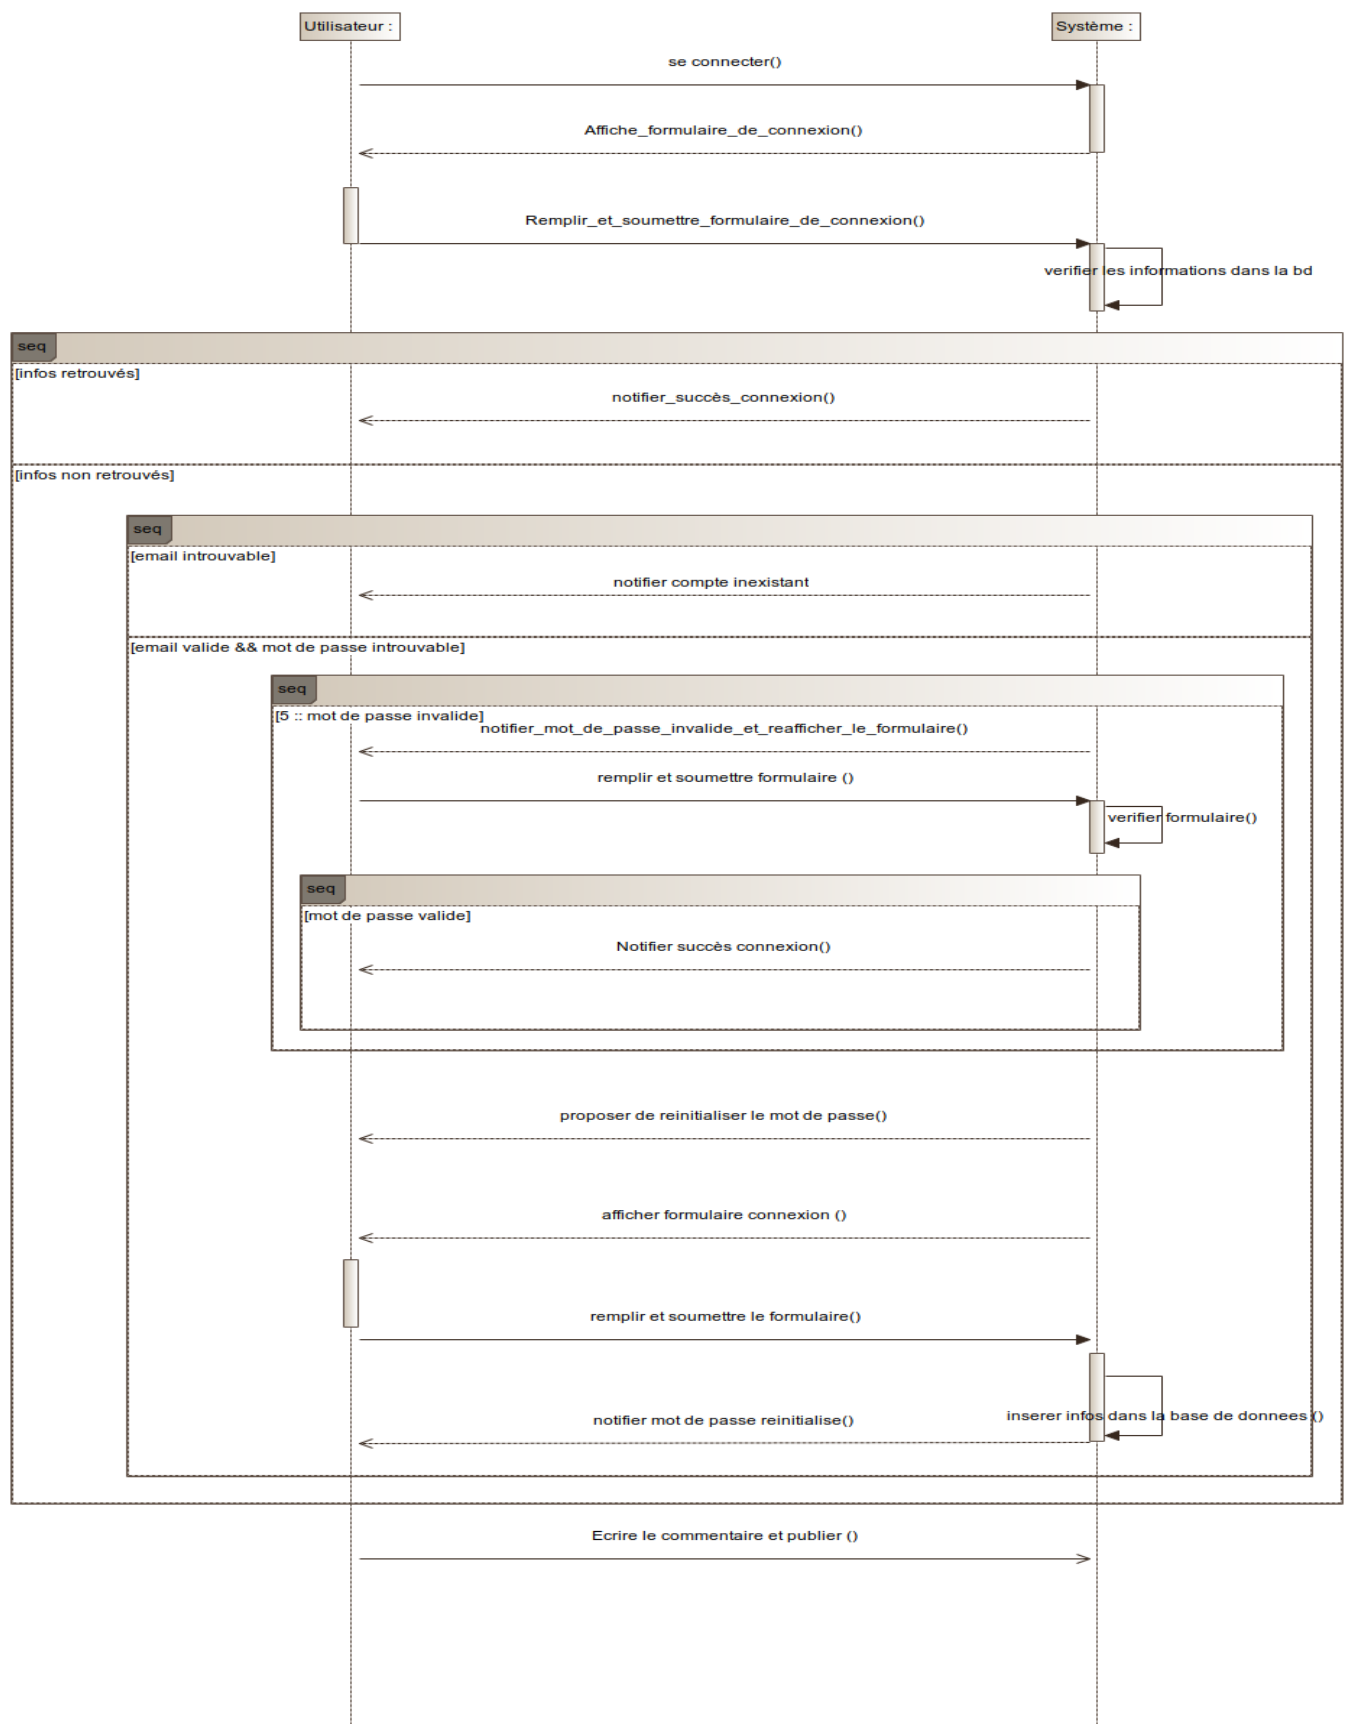 Utilisateur :
Système :
se connecter()
Affiche_formulaire_de_connexion()
Remplir_et_soumettre_formulaire_de_connexion()
verifier les informations dans la bd
seq
[infos retrouvés]
notifier_succès_connexion()
[infos non retrouvés]
seq
[email introuvable]
notifier compte inexistant
[email valide && mot de passe introuvable]
seq
[5 :: mot de passe invalide]
notifier_mot_de_passe_invalide_et_reafficher_le_formulaire()
remplir et soumettre formulaire ()
verifier formulaire()
seq
[mot de passe valide]
Notifier succès connexion()
proposer de reinitialiser le mot de passe()
afficher formulaire connexion ()
remplir et soumettre le formulaire()
inserer infos dans la base de donnees ()
notifier mot de passe reinitialise()
Ecrire le commentaire et publier ()